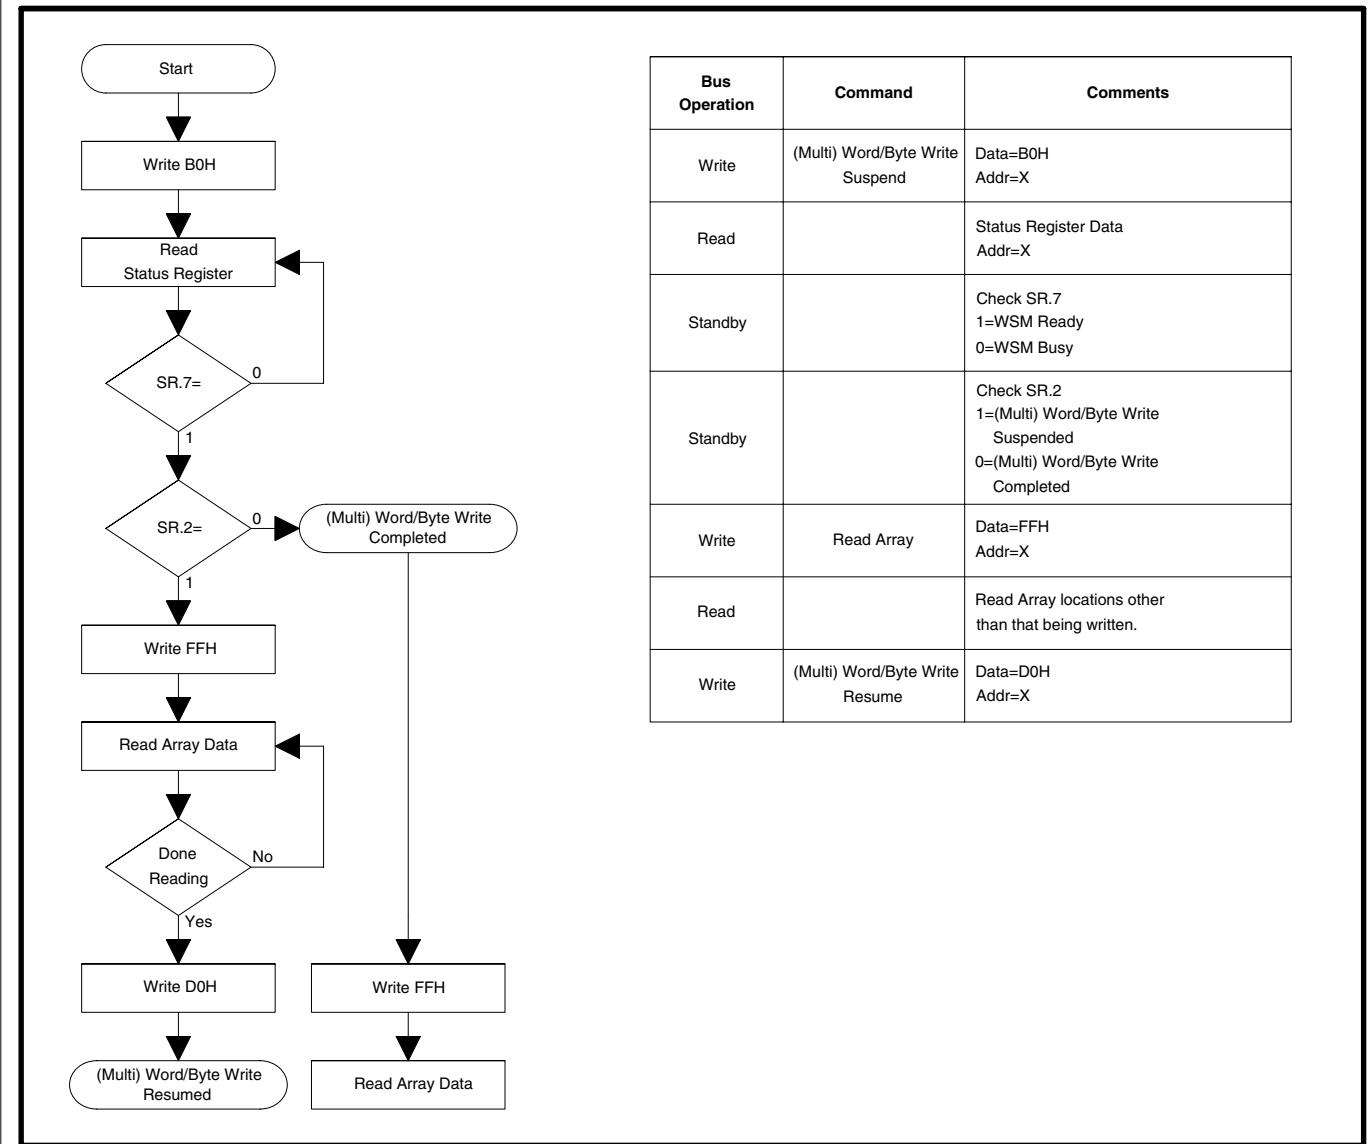 Start
Write B0H
Read
Status Register
SR.7=
0
1
SR.2=
0
(Multi) Word/Byte Write
Completed
1
Write FFH
Read Array Data
Done
Reading
No
Yes
Write D0H
(Multi) Word/Byte Write
Resumed
Write FFH
Read Array Data
Bus
Operation
Command
Comments
Write
(Multi) Word/Byte Write
Suspend
Data=B0H
Addr=X
Read
Status Register Data
Addr=X
Standby
Check SR.7
1=WSM Ready
0=WSM Busy
Standby
Check SR.2
1=(Multi) Word/Byte Write
Suspended
0=(Multi) Word/Byte Write
Completed
Write
Read Array
Data=FFH
Addr=X
Read
Read Array locations other
than that being written.
Write
(Multi) Word/Byte Write
Resume
Data=D0H
Addr=X